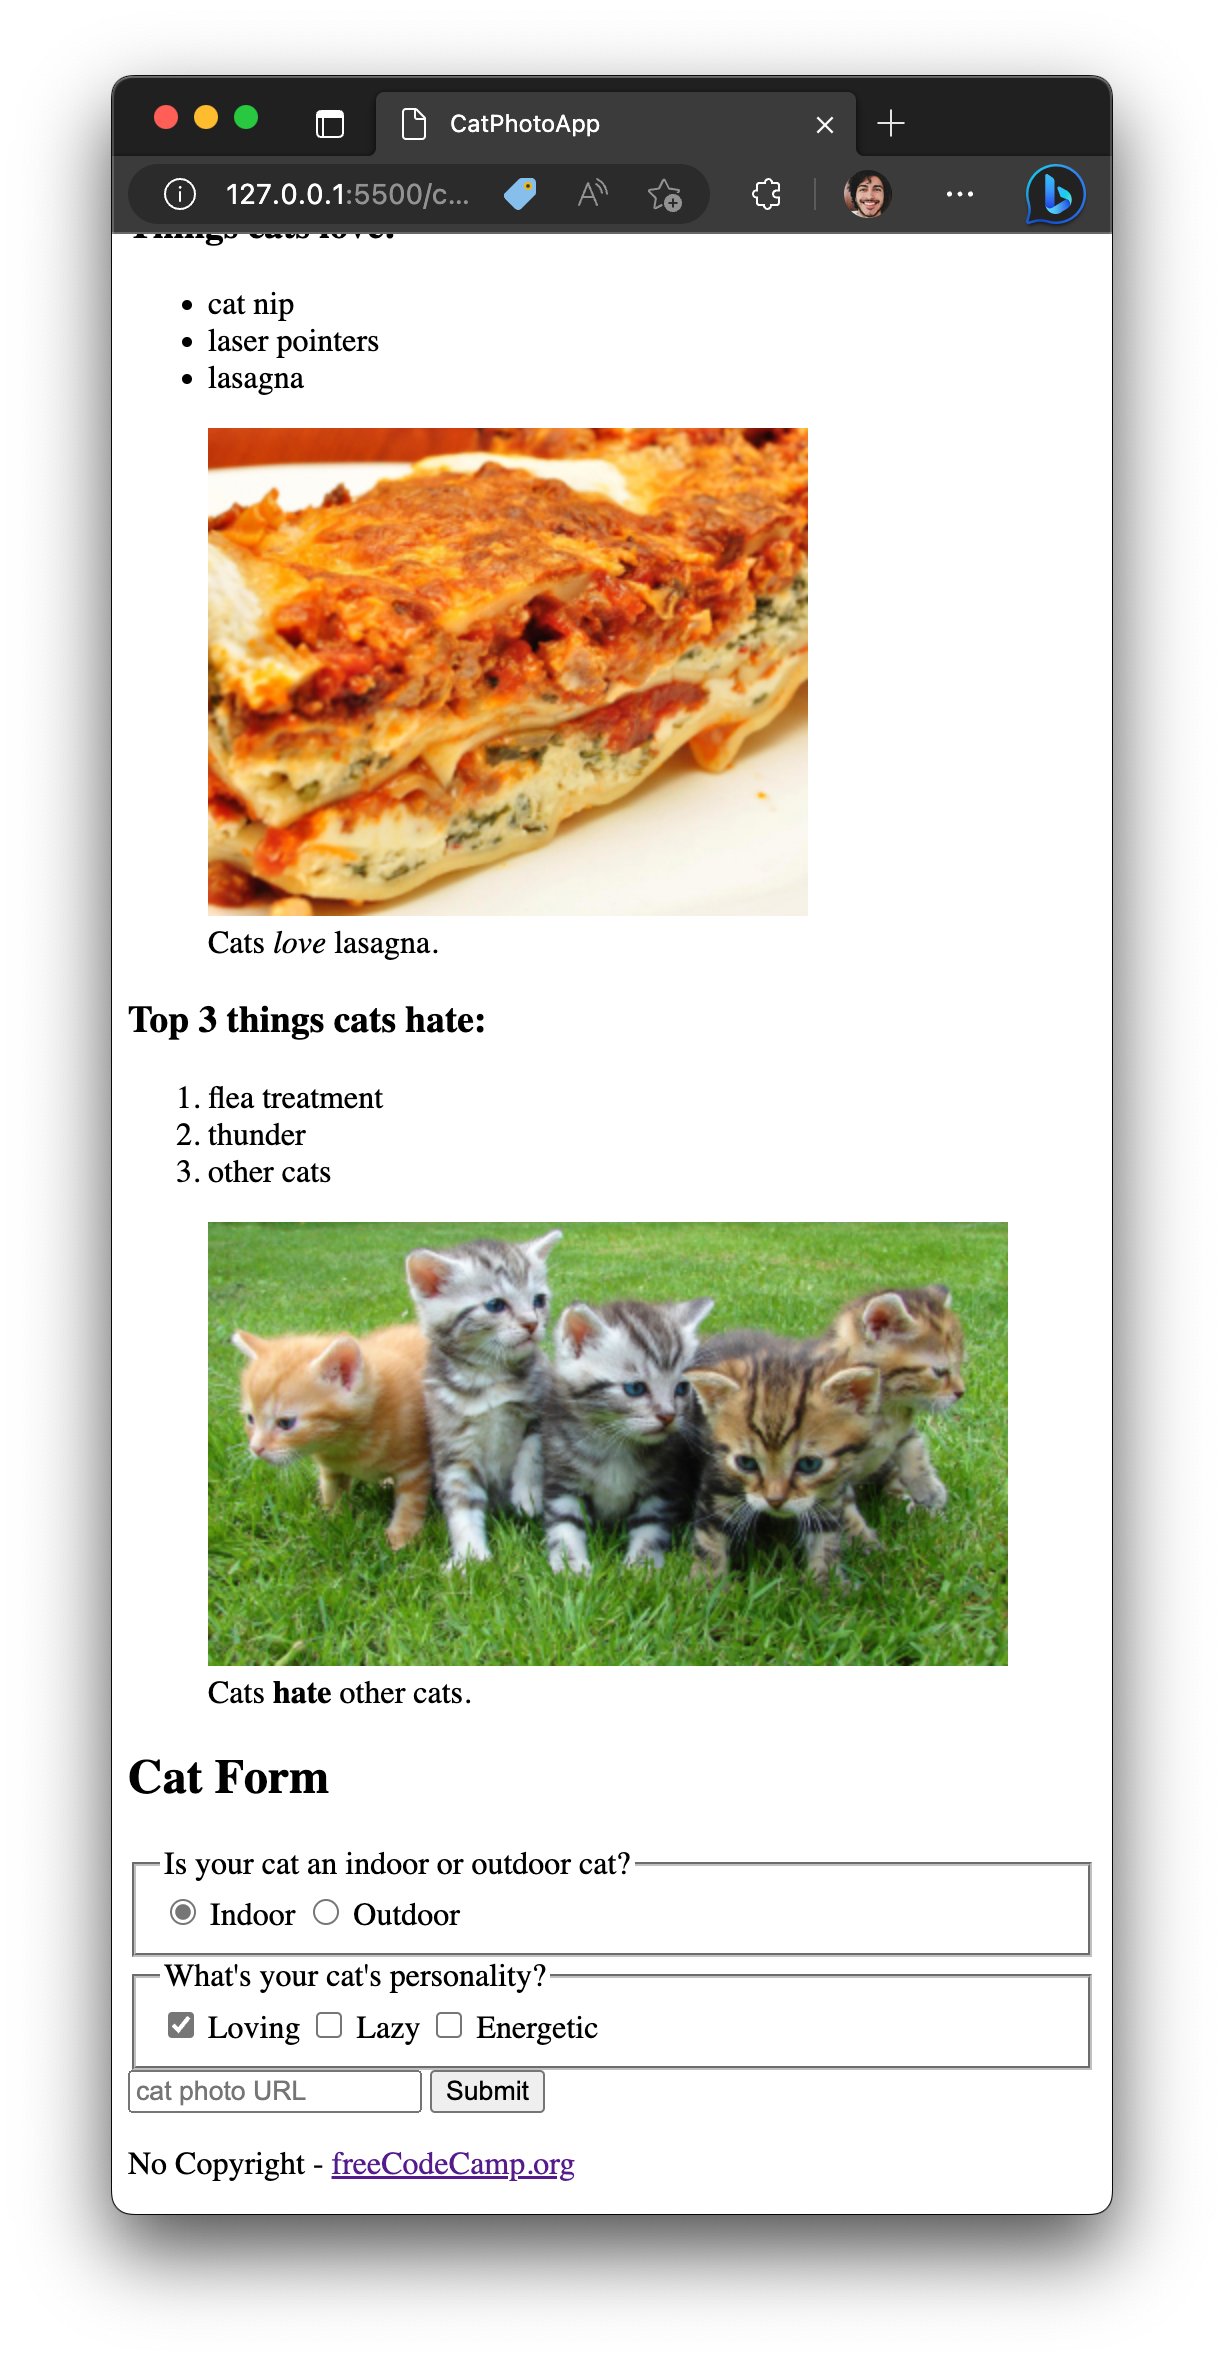 CatPhotoApp
127.0.0.1:5500/c...
Things cats love:
cat nip
laser pointers
lasagna
Cats love lasagna.
Top 3 things cats hate:
1. flea treatment
2. thunder
3. other cats
Cats hate other cats.
Cat Form
Is your cat an indoor or outdoor cat?
Indoor Outdoor
What's your cat's personality?
Loving Lazy Energetic
cat photo URL Submit
No Copyright - freeCodeCamp.org